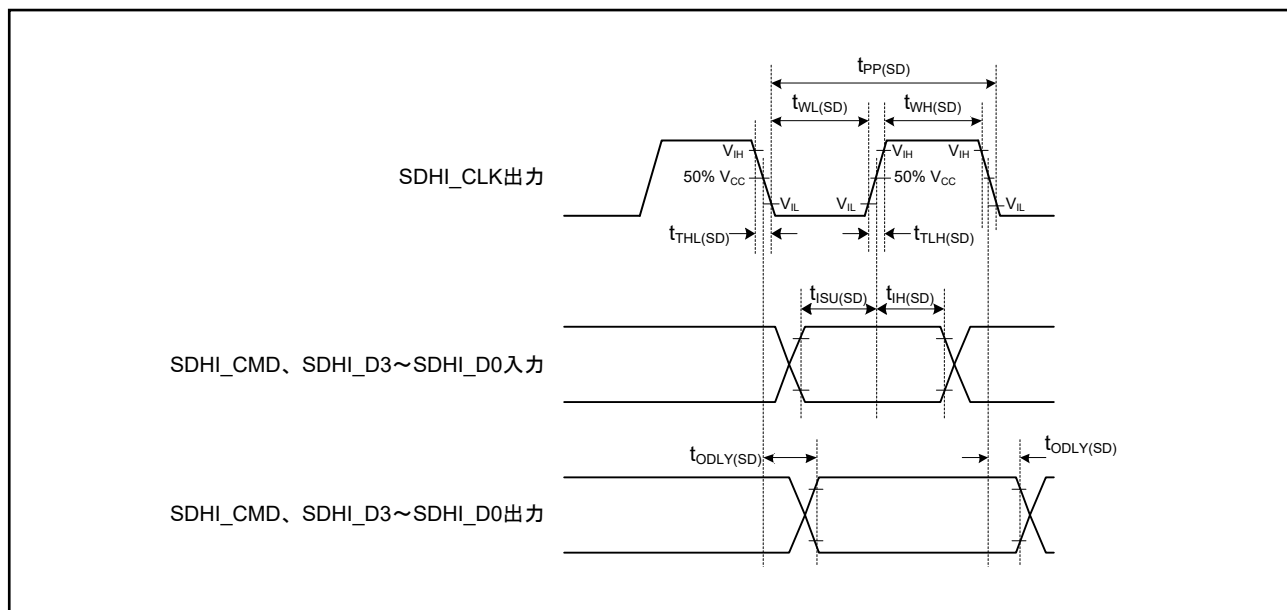 tPP(SD)
tWL(SD) tWH(SD)
VIH VIH VIH
SDHI_CLK出力 50% VCC 50% VCC
VIL VIL VIL
tTHL(SD) tTLH(SD)
tISU(SD) tIH(SD)
SDHI_CMD、SDHI_D3～SDHI_D0入力
tODLY(SD) tODLY(SD)
SDHI_CMD、SDHI_D3～SDHI_D0出力